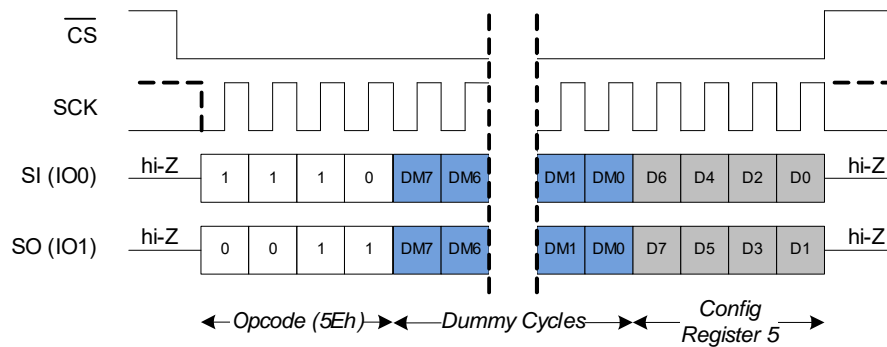 CS
SCK
SI (IO0) hi-Z 1 1 1 0 DM7 DM6 DM1 DM0 D6 D4 D2 D0 hi-Z
SO (IO1) hi-Z 0 0 1 1 DM7 DM6 DM1 DM0 D7 D5 D3 D1 hi-Z
Opcode (5Eh) Dummy Cycles Config
Register 5